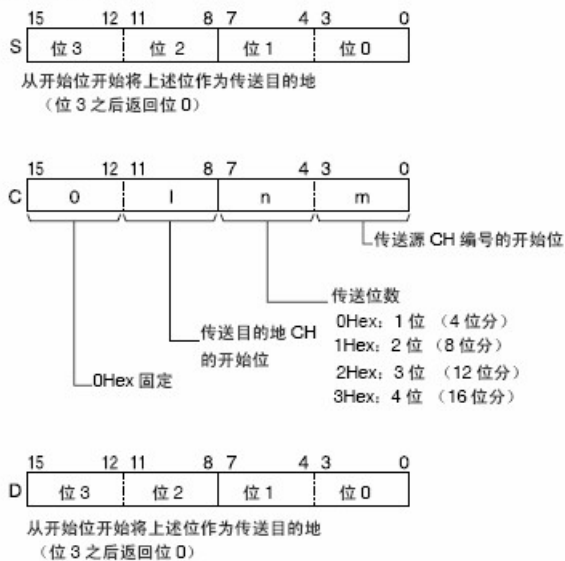 15 12 11 8 7 4 3 0
S 位 3 位 2 位 1 位 0
从开始位开始将上述位作为传送目的地
（位 3 之后返回位 0）
15 12 11 8 7 4 3 0
C 0 l n m
传送源 CH 编号的开始位
传送位数
0Hex：1 位 （4 位分）
1Hex：2 位 （8 位分）
2Hex：3 位 （12 位分）
3Hex：4 位 （16 位分）
传送目的地 CH
的开始位
0Hex 固定
15 12 11 8 7 4 3 0
D 位 3 位 2 位 1 位 0
从开始位开始将上述位作为传送目的地
（位 3 之后返回位 0）